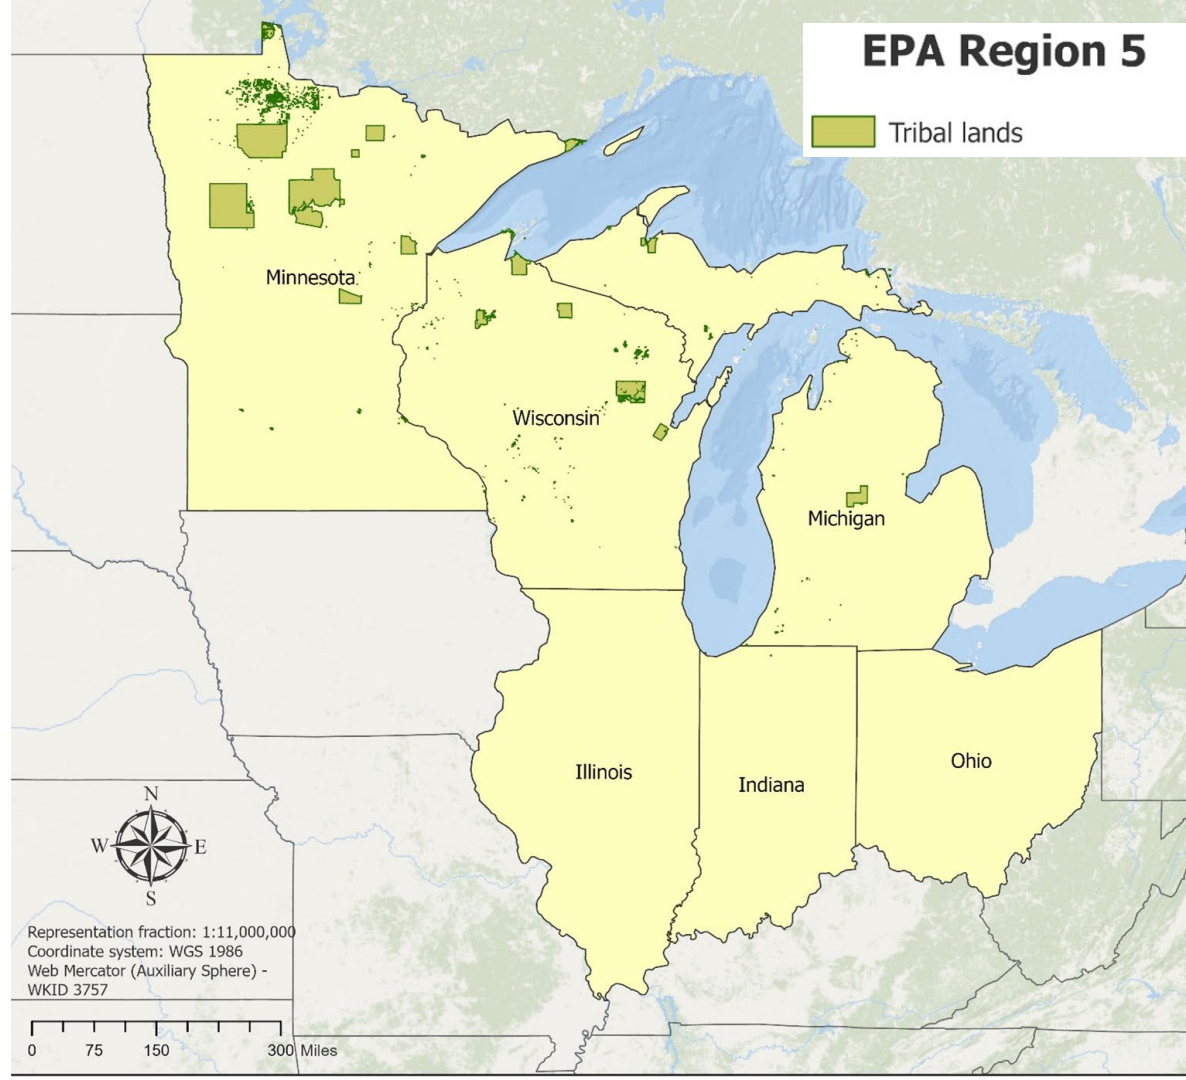 EPA Region 5
Tribal lands
Minnesota
Wisconsin
Michigan
Illinois
Indiana
Ohio
N
W E
S
Representation fraction: 1:11,000,000
Coordinate system: WGS 1986
Web Mercator (Auxiliary Sphere) -
WKID 3757
0 75 150 300 Miles